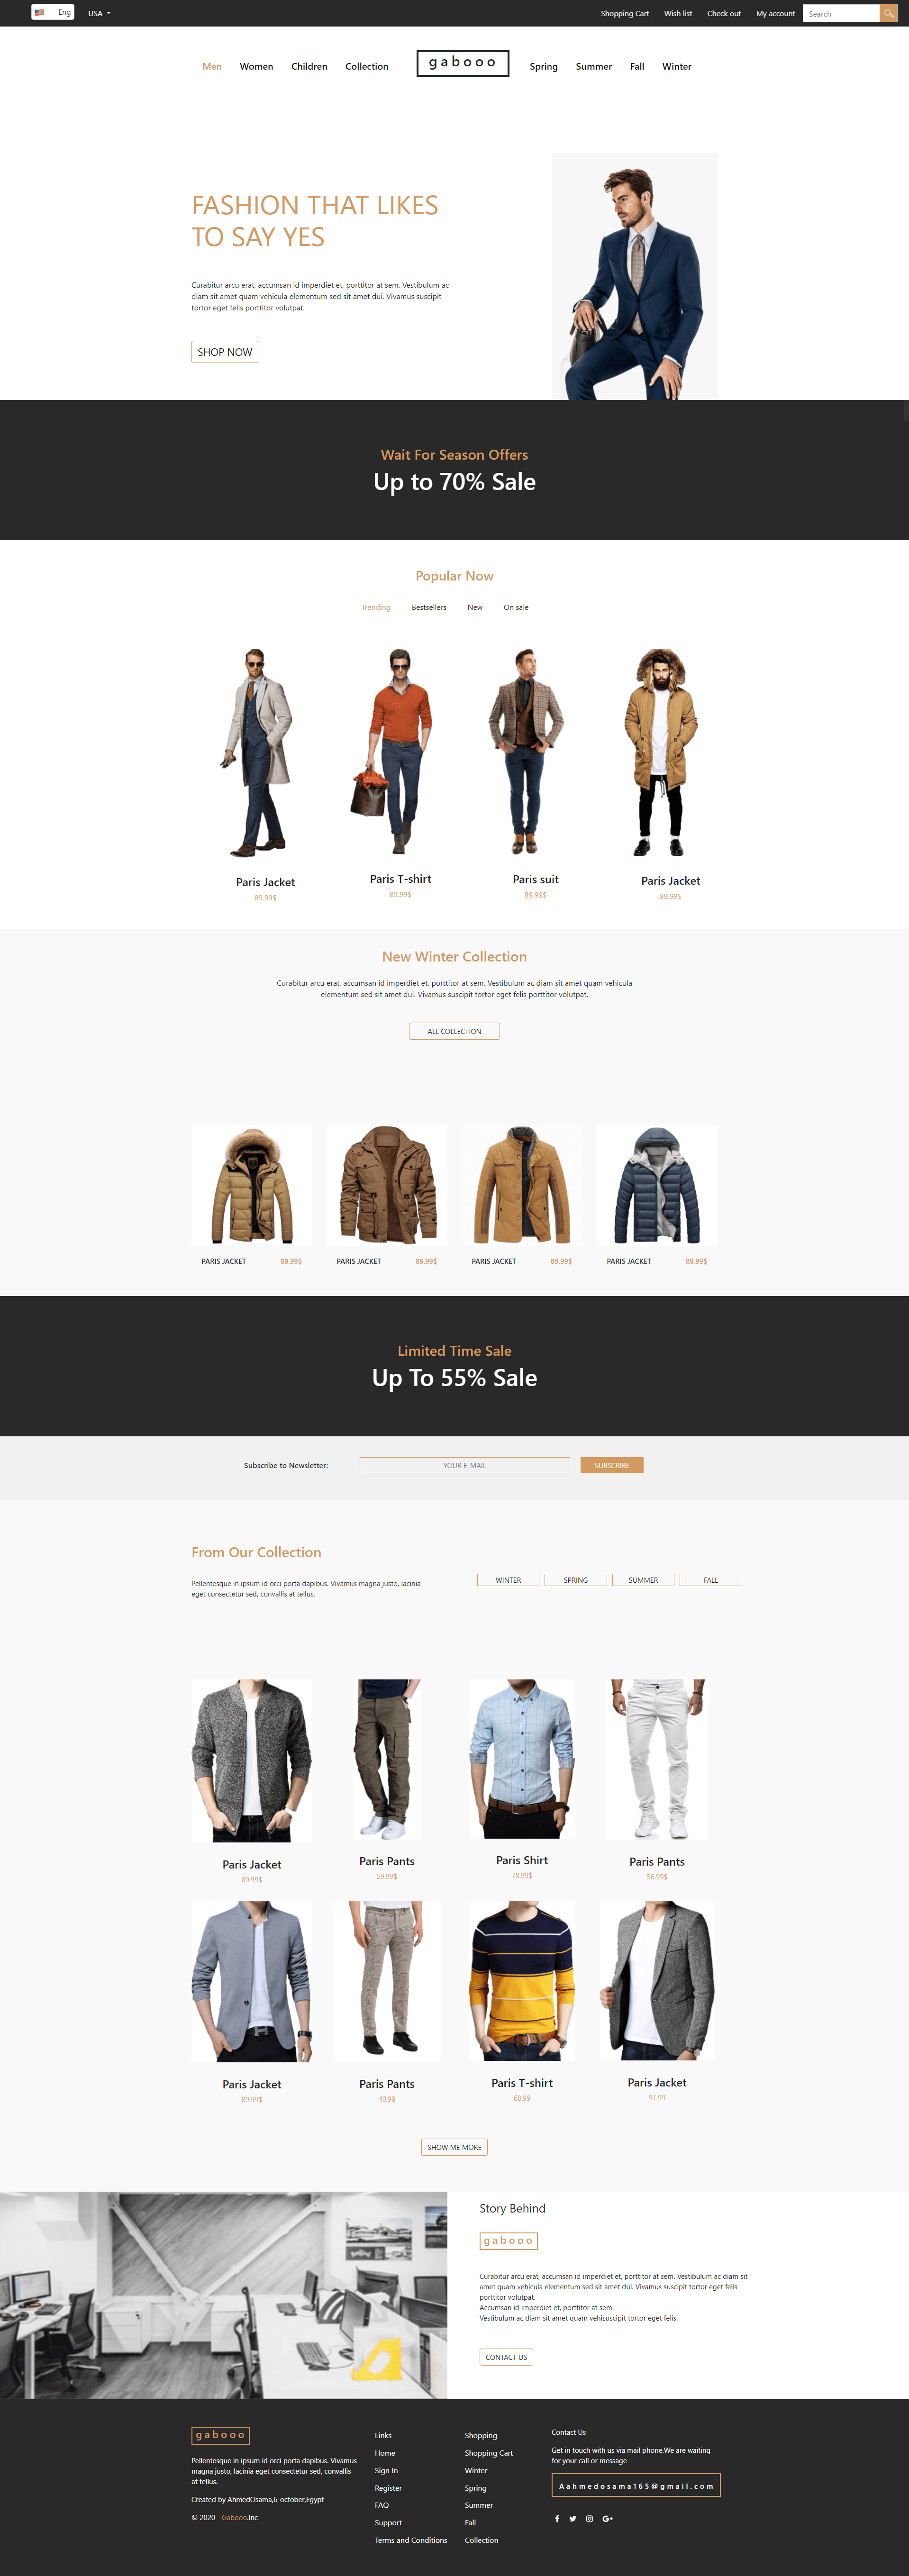 Eng
USA
Shopping Cart
Wish list
Check out
My account
Search
Men
Women
Children
Collection
gabooo
Spring
Summer
Fall
Winter
FASHION THAT LIKES
TO SAY YES
Curabitur arcu erat, accumsan id imperdiet et, porttitor at sem. Vestibulum ac
diam sit amet quam vehicula elementum sed sit amet dui. Vivamus suscipit
tortor eget felis porttitor volutpat.
SHOP NOW
Wait For Season Offers
Up to 70% Sale
Popular Now
Trending
Bestsellers
New
On sale
Paris Jacket
89.99$
Paris T-shirt
89.99$
Paris suit
89.99$
Paris Jacket
89.99$
New Winter Collection
Curabitur arcu erat, accumsan id imperdiet et, porttitor at sem. Vestibulum ac diam sit amet quam vehicula
elementum sed sit amet dui. Vivamus suscipit tortor eget felis porttitor volutpat.
ALL COLLECTION
PARIS JACKET 89.99$
PARIS JACKET 89.99$
PARIS JACKET 89.99$
PARIS JACKET 89.99$
Limited Time Sale
Up To 55% Sale
Subscribe to Newsletter:
YOUR E-MAIL
SUBSCRIBE
From Our Collection
Pellentesque in ipsum id orci porta dapibus. Vivamus magna justo, lacinia
eget consectetur sed, convallis at tellus.
WINTER
SPRING
SUMMER
FALL
Paris Jacket
89.99$
Paris Pants
59.99$
Paris Shirt
78.99$
Paris Pants
56.99$
Paris Jacket
89.99$
Paris Pants
40.99
Paris T-shirt
68.99
Paris Jacket
91.99
SHOW ME MORE
Story Behind
gabooo
Curabitur arcu erat, accumsan id imperdiet et, porttitor at sem. Vestibulum ac diam sit
amet quam vehicula elementum sed sit amet dui. Vivamus suscipit tortor eget felis
porttitor volutpat.
Accumsan id imperdiet et, porttitor at sem.
Vestibulum ac diam sit amet quam vehisuscipit tortor eget felis.
CONTACT US
gabooo
Pellentesque in ipsum id orci porta dapibus. Vivamus
magna justo, lacinia eget consectetur sed, convallis
at tellus.
Created by AhmedOsama,6-october,Egypt
© 2020 - Gabooo.Inc
Links
Home
Sign In
Register
FAQ
Support
Terms and Conditions
Shopping
Shopping Cart
Winter
Spring
Summer
Fall
Collection
Contact Us
Get in touch with us via mail phone.We are waiting
for your call or message
Aahmedosama165@gmail.com